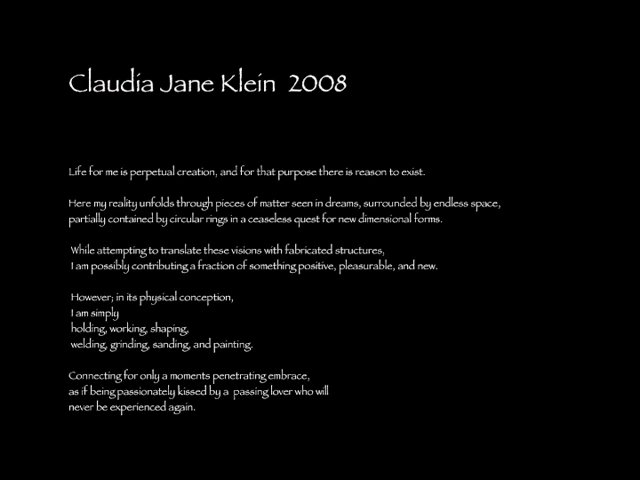 Claudia Jane Klein 2008
Life for me is perpetual creation, and for that purpose there is reason to exist.
Here my reality unfolds through pieces of matter seen in dreams, surrounded by endless space,
partially contained by circular rings in a ceaseless quest for new dimensional forms.
While attempting to translate these visions with fabricated structures,
I am possibly contributing a fraction of something positive, pleasurable, and new.
However; in its physical conception,
I am simply
holding, working, shaping,
welding, grinding, sanding, and painting.
Connecting for only a moments penetrating embrace,
as if being passionately kissed by a passing lover who will
never be experienced again.